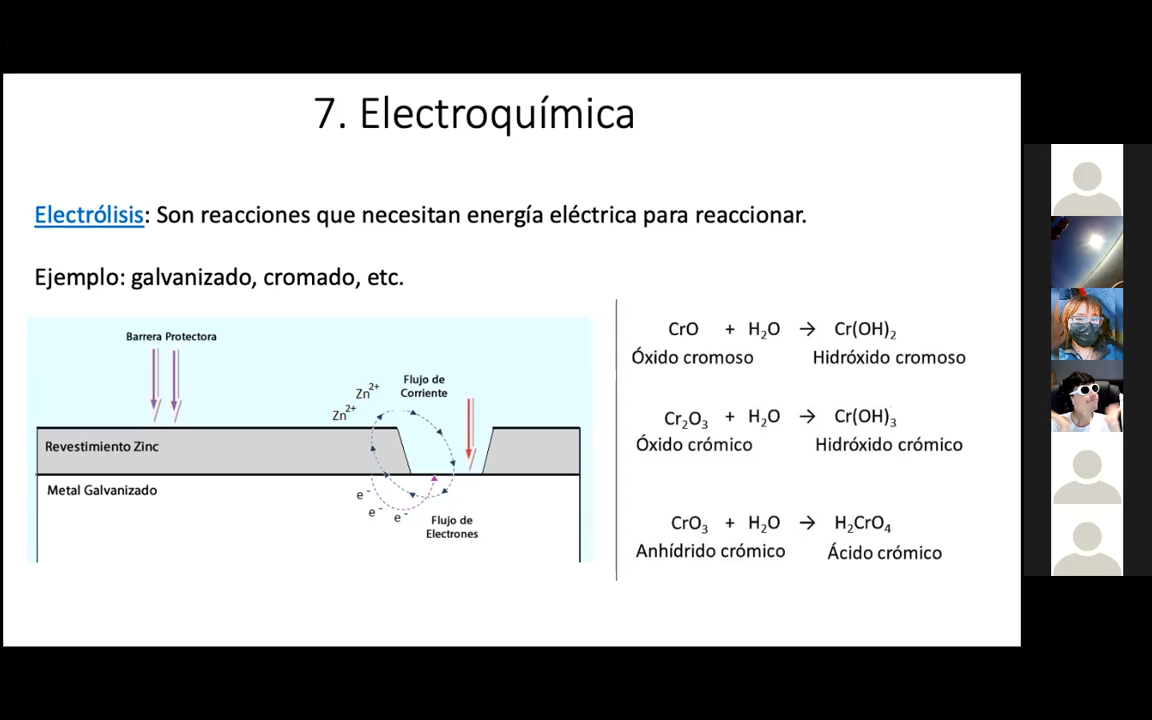 7. Electroquímica
Electrólisis: Son reacciones que necesitan energía eléctrica para reaccionar.
Ejemplo: galvanizado, cromado, etc.
Barrera Protectora
Zn²⁺
Zn²⁺
Flujo de
Corriente
Revestimiento Zinc
Metal Galvanizado
e⁻
e⁻
e⁻
Flujo de
Electrones
CrO + H₂O → Cr(OH)₂
Óxido cromoso Hidróxido cromoso
Cr₂O₃ + H₂O → Cr(OH)₃
Óxido crómico Hidróxido crómico
CrO₃ + H₂O → H₂CrO₄
Anhídrido crómico Ácido crómico